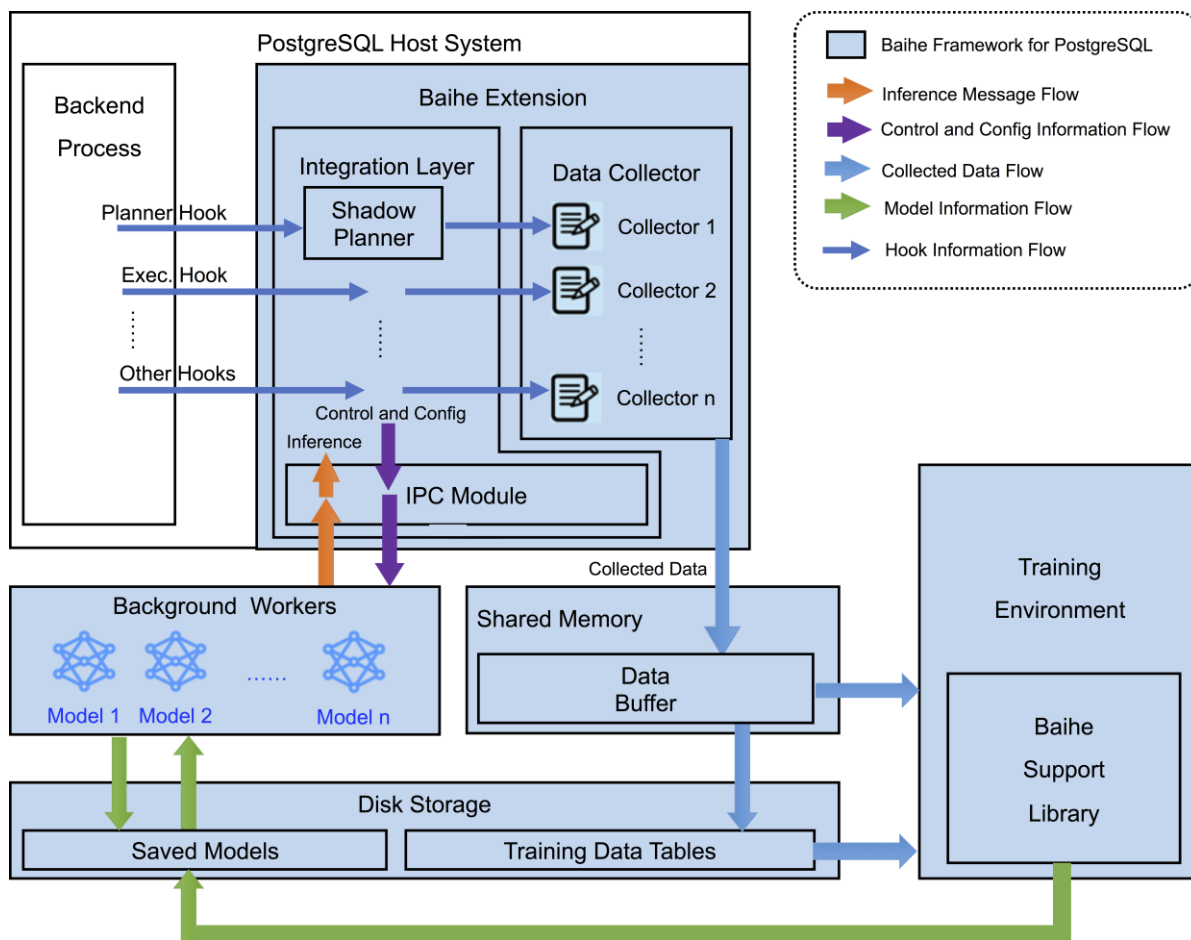 PostgreSQL Host System
Backend
Process
Baihe Extension
Integration Layer
Data Collector
Planner Hook
Shadow
Planner
Collector 1
Exec. Hook
Collector 2
......
......
......
Other Hooks
Collector n
Control and Config
Inference
IPC Module
Baihe Framework for PostgreSQL
Inference Message Flow
Control and Config Information Flow
Collected Data Flow
Model Information Flow
Hook Information Flow
Collected Data
Background Workers
......
Model 1
Model 2
Model n
Shared Memory
Data
Buffer
Training
Environment
Baihe
Support
Library
Disk Storage
Saved Models
Training Data Tables